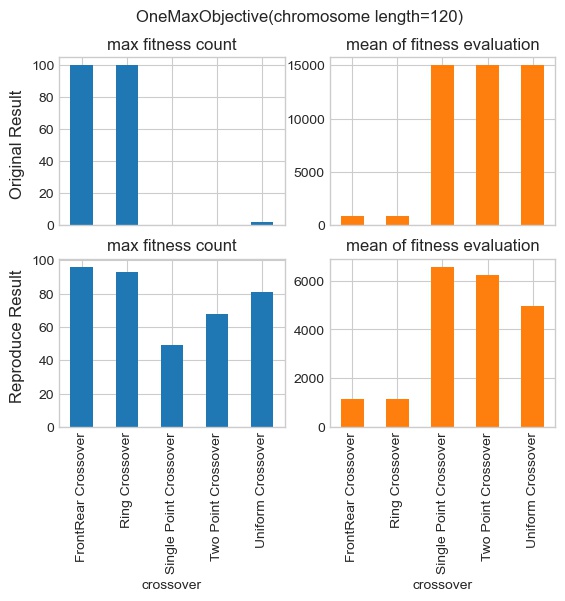 OneMaxObjective(chromosome length=120)
max fitness count
mean of fitness evaluation
Original Result
100
80
60
40
20
0
15000
10000
5000
0
max fitness count
mean of fitness evaluation
Reproduce Result
100
80
60
40
20
0
6000
4000
2000
0
FrontRear Crossover
Ring Crossover
Single Point Crossover
Two Point Crossover
Uniform Crossover
FrontRear Crossover
Ring Crossover
Single Point Crossover
Two Point Crossover
Uniform Crossover
crossover
crossover